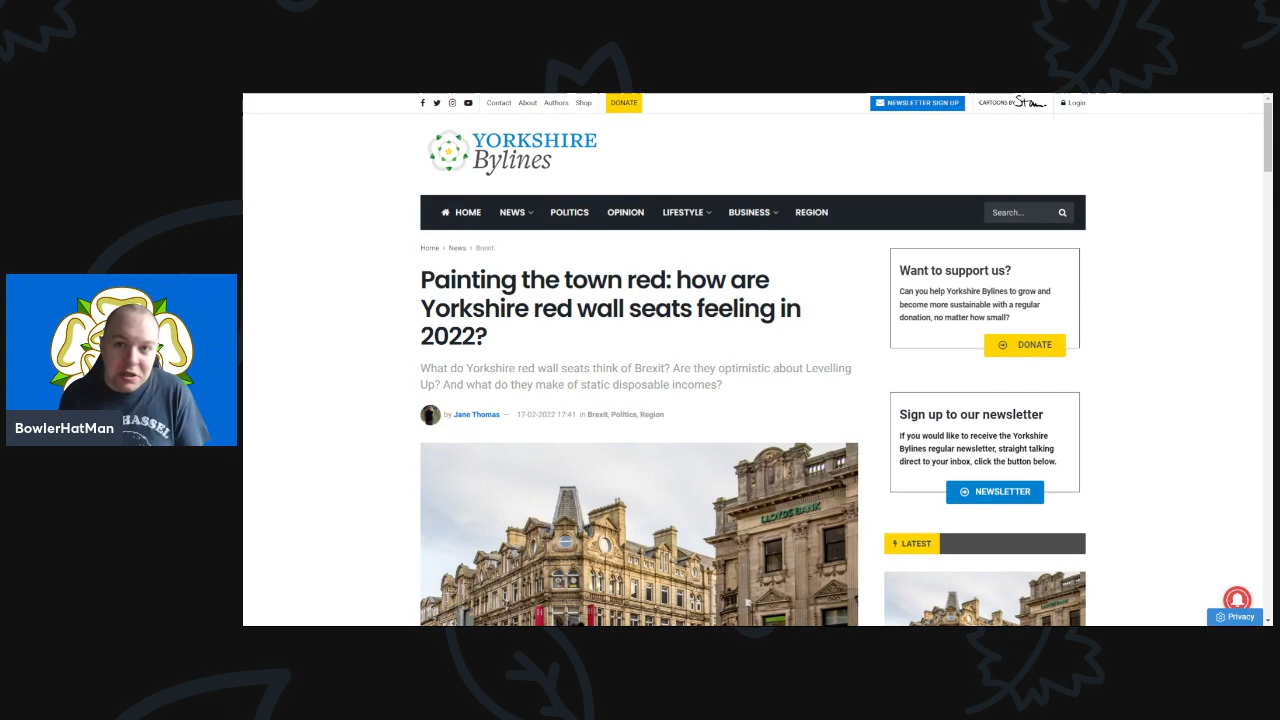 Contact About Authors Shop DONATE
NEWSLETTER SIGN UP CARTOONS BY Stan. Login
YORKSHIRE
Bylines
HOME NEWS POLITICS OPINION LIFESTYLE BUSINESS REGION Search...
Home > News > Brexit
Painting the town red: how are
Yorkshire red wall seats feeling in
2022?
What do Yorkshire red wall seats think of Brexit? Are they optimistic about Levelling
Up? And what do they make of static disposable incomes?
by Jane Thomas — 17-02-2022 17:41 in Brexit, Politics, Region
LLOYDS BANK
Want to support us?
Can you help Yorkshire Bylines to grow and
become more sustainable with a regular
donation, no matter how small?
DONATE
Sign up to our newsletter
If you would like to receive the Yorkshire
Bylines regular newsletter, straight talking
direct to your inbox, click the button below.
NEWSLETTER
LATEST
Privacy
BowlerHatMan
HASSEL